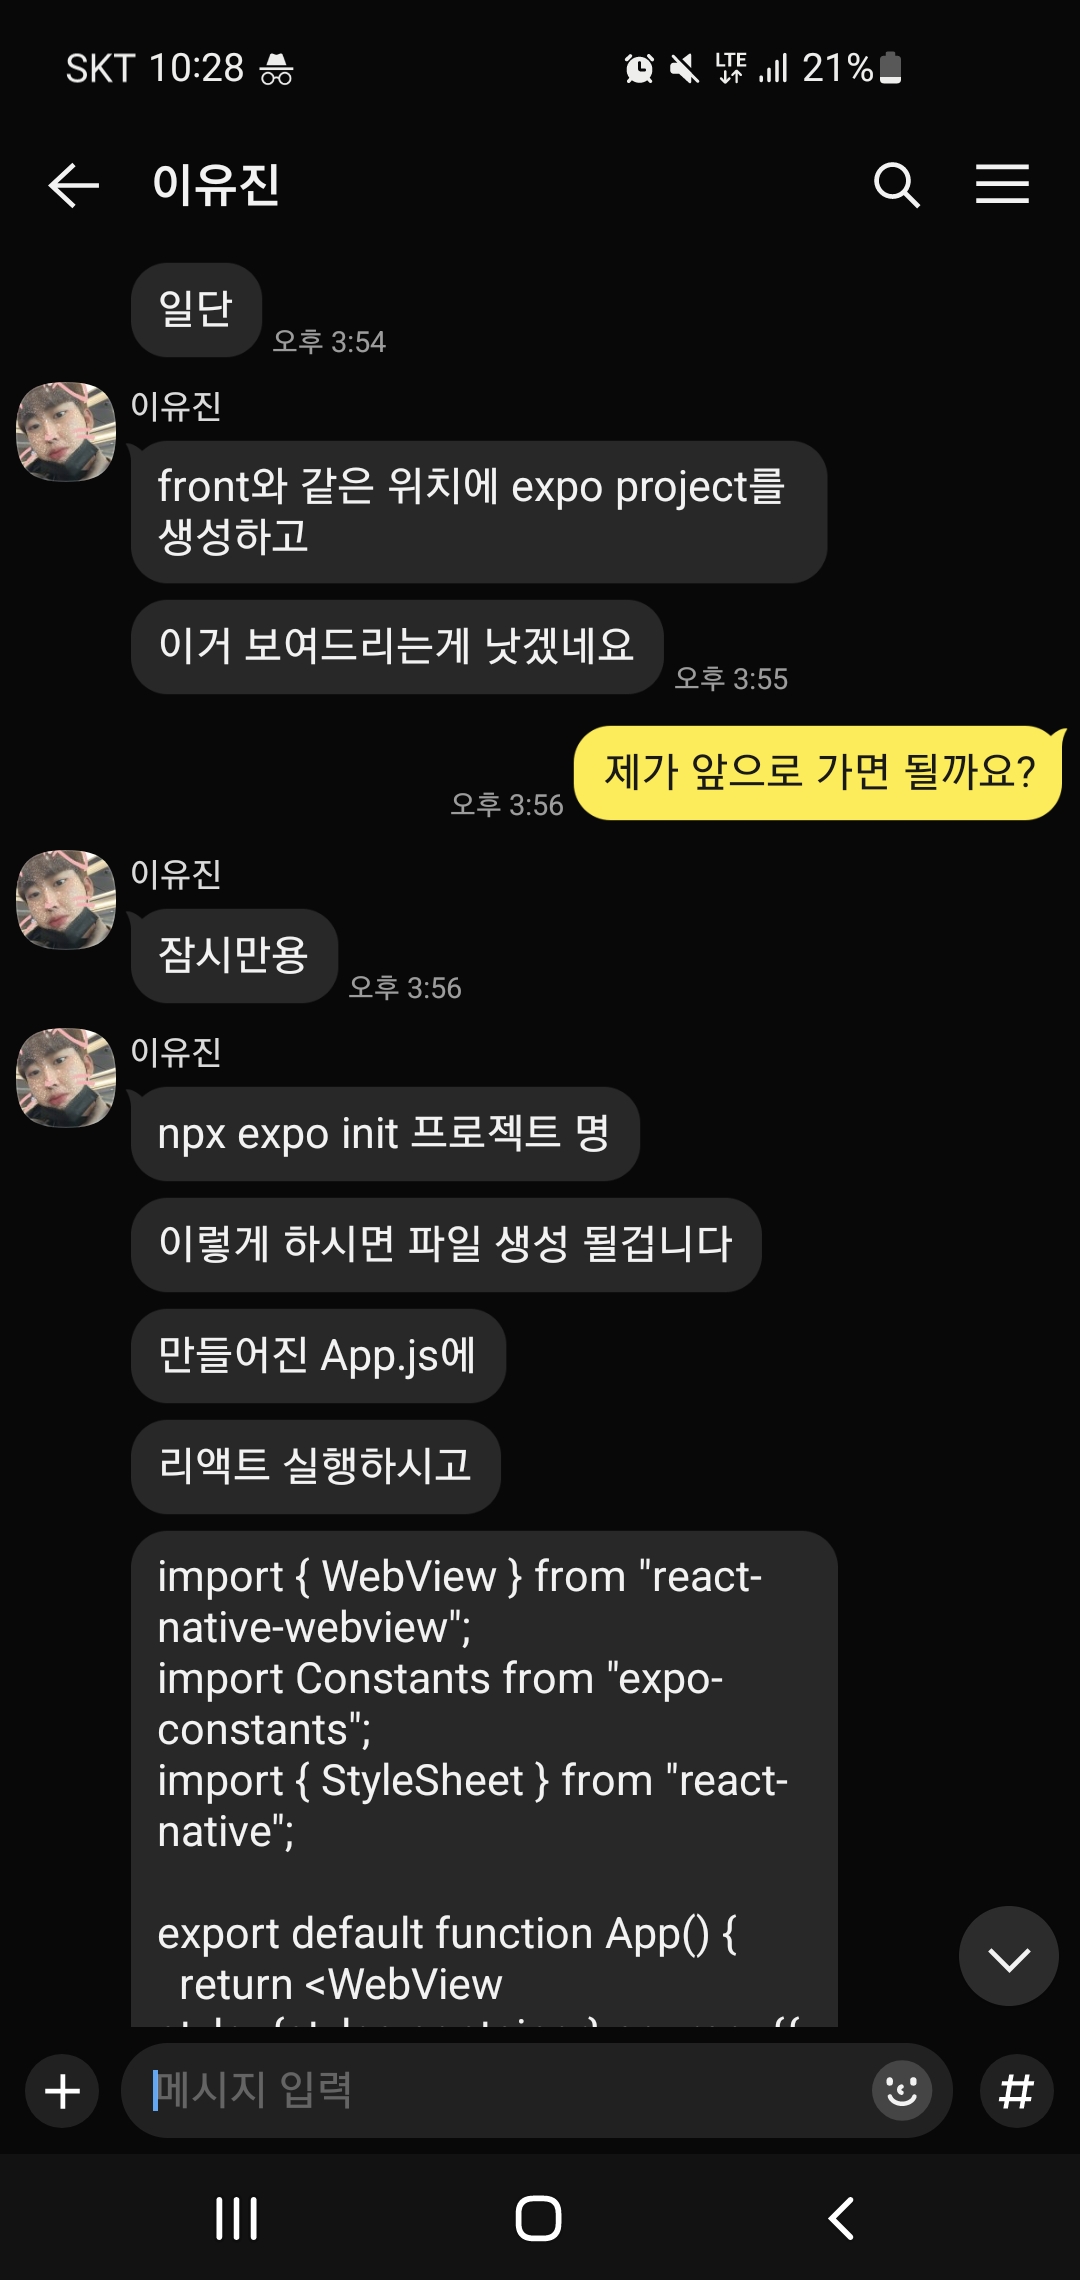 SKT 10:28
LTE
21%
이유진
일단
오후 3:54
이유진
front와 같은 위치에 expo project를
생성하고
이거 보여드리는게 낫겠네요
오후 3:55
제가 앞으로 가면 될까요?
오후 3:56
이유진
잠시만용
오후 3:56
이유진
npx expo init 프로젝트 명
이렇게 하시면 파일 생성 될겁니다
만들어진 App.js에
리액트 실행하시고
import { WebView } from "react-
native-webview";
import Constants from "expo-
constants";
import { StyleSheet } from "react-
native";
export default function App() {
return <WebView
메시지 입력
#